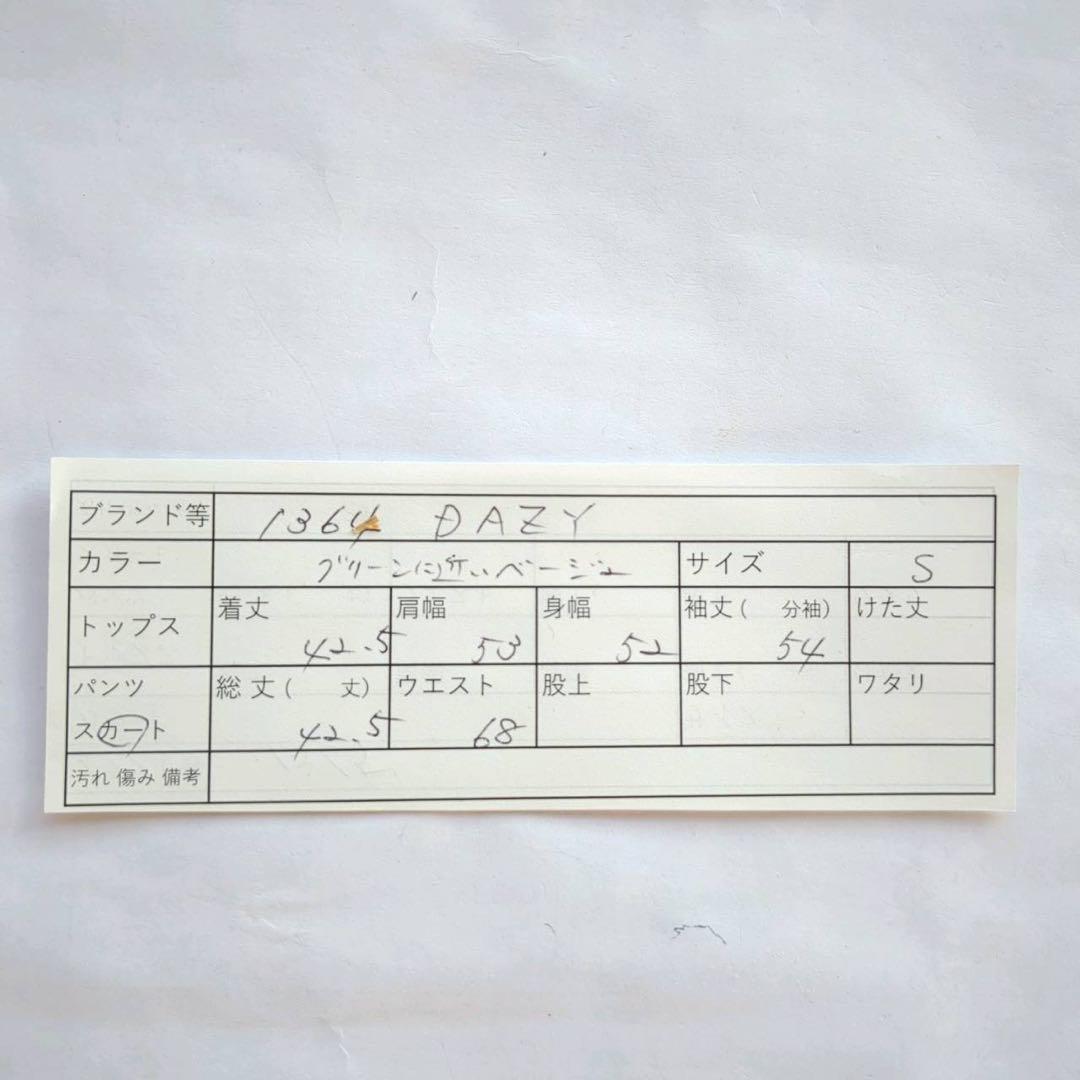 ブランド等 1364 DAZY
カラー グリーンに近いベージュ サイズ S
トップス 着丈 42.5 肩幅 53 身幅 52 袖丈( 分袖) 54 けた丈
パンツ スカート 総丈( 丈) 42.5 ウエスト 68 股上 股下 ワタリ
汚れ 傷み 備考